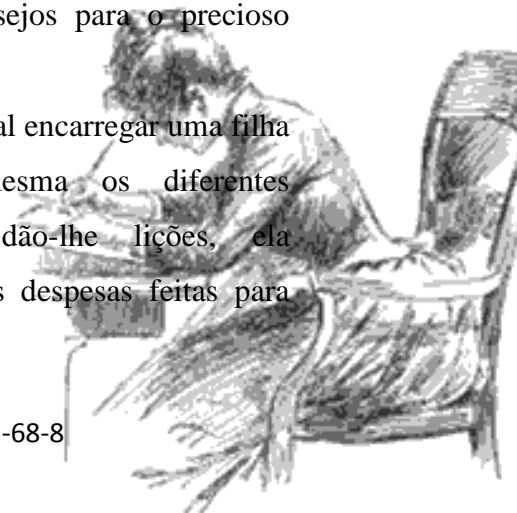 sejos para o precioso
al encarregar uma filha
esma os diferentes
dão-lhe lições, ela
s despesas feitas para
-68-8